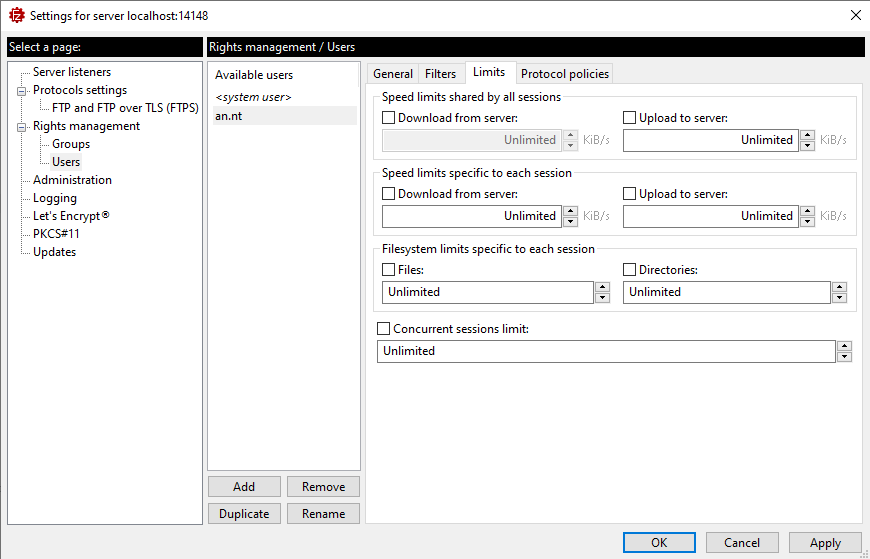 Settings for server localhost:14148
Select a page:
Server listeners
Protocols settings
FTP and FTP over TLS (FTPS)
Rights management
Groups
Users
Administration
Logging
Let's Encrypt®
PKCS#11
Updates
Rights management / Users
Available users
<system user>
an.nt
Add
Remove
Duplicate
Rename
General
Filters
Limits
Protocol policies
Speed limits shared by all sessions
Download from server:
Upload to server:
Unlimited KiB/s
Unlimited KiB/s
Speed limits specific to each session
Download from server:
Upload to server:
Unlimited KiB/s
Unlimited KiB/s
Filesystem limits specific to each session
Files:
Directories:
Unlimited
Unlimited
Concurrent sessions limit:
Unlimited
OK
Cancel
Apply